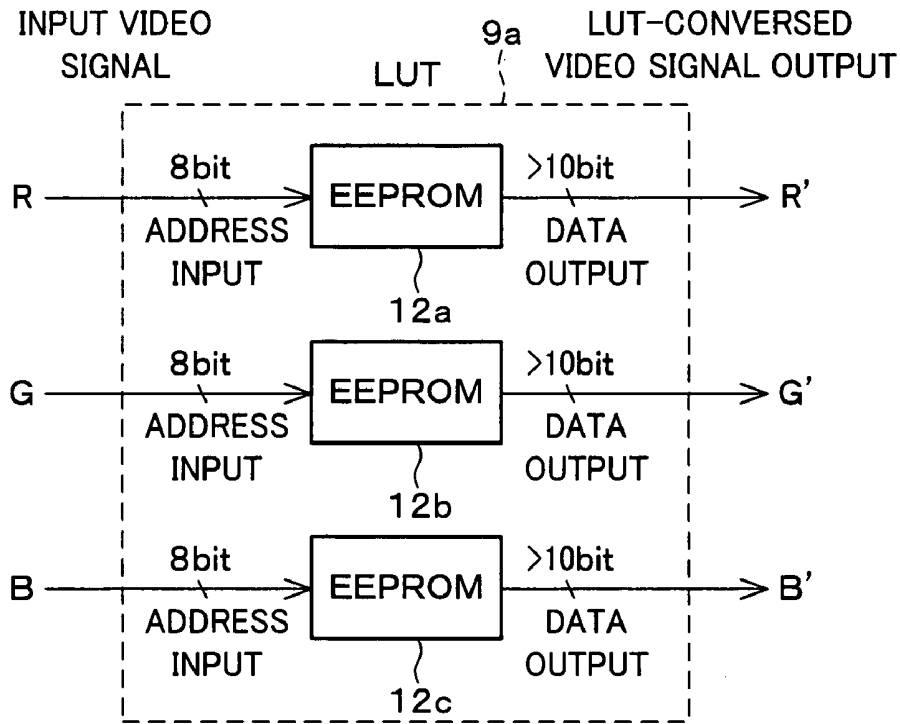 INPUT VIDEO
SIGNAL
9a
LUT-CONVERSED
VIDEO SIGNAL OUTPUT
LUT
R
8bit
ADDRESS
INPUT
EEPROM
12a
>10bit
DATA
OUTPUT
R'
G
8bit
ADDRESS
INPUT
EEPROM
12b
>10bit
DATA
OUTPUT
G'
B
8bit
ADDRESS
INPUT
EEPROM
12c
>10bit
DATA
OUTPUT
B'